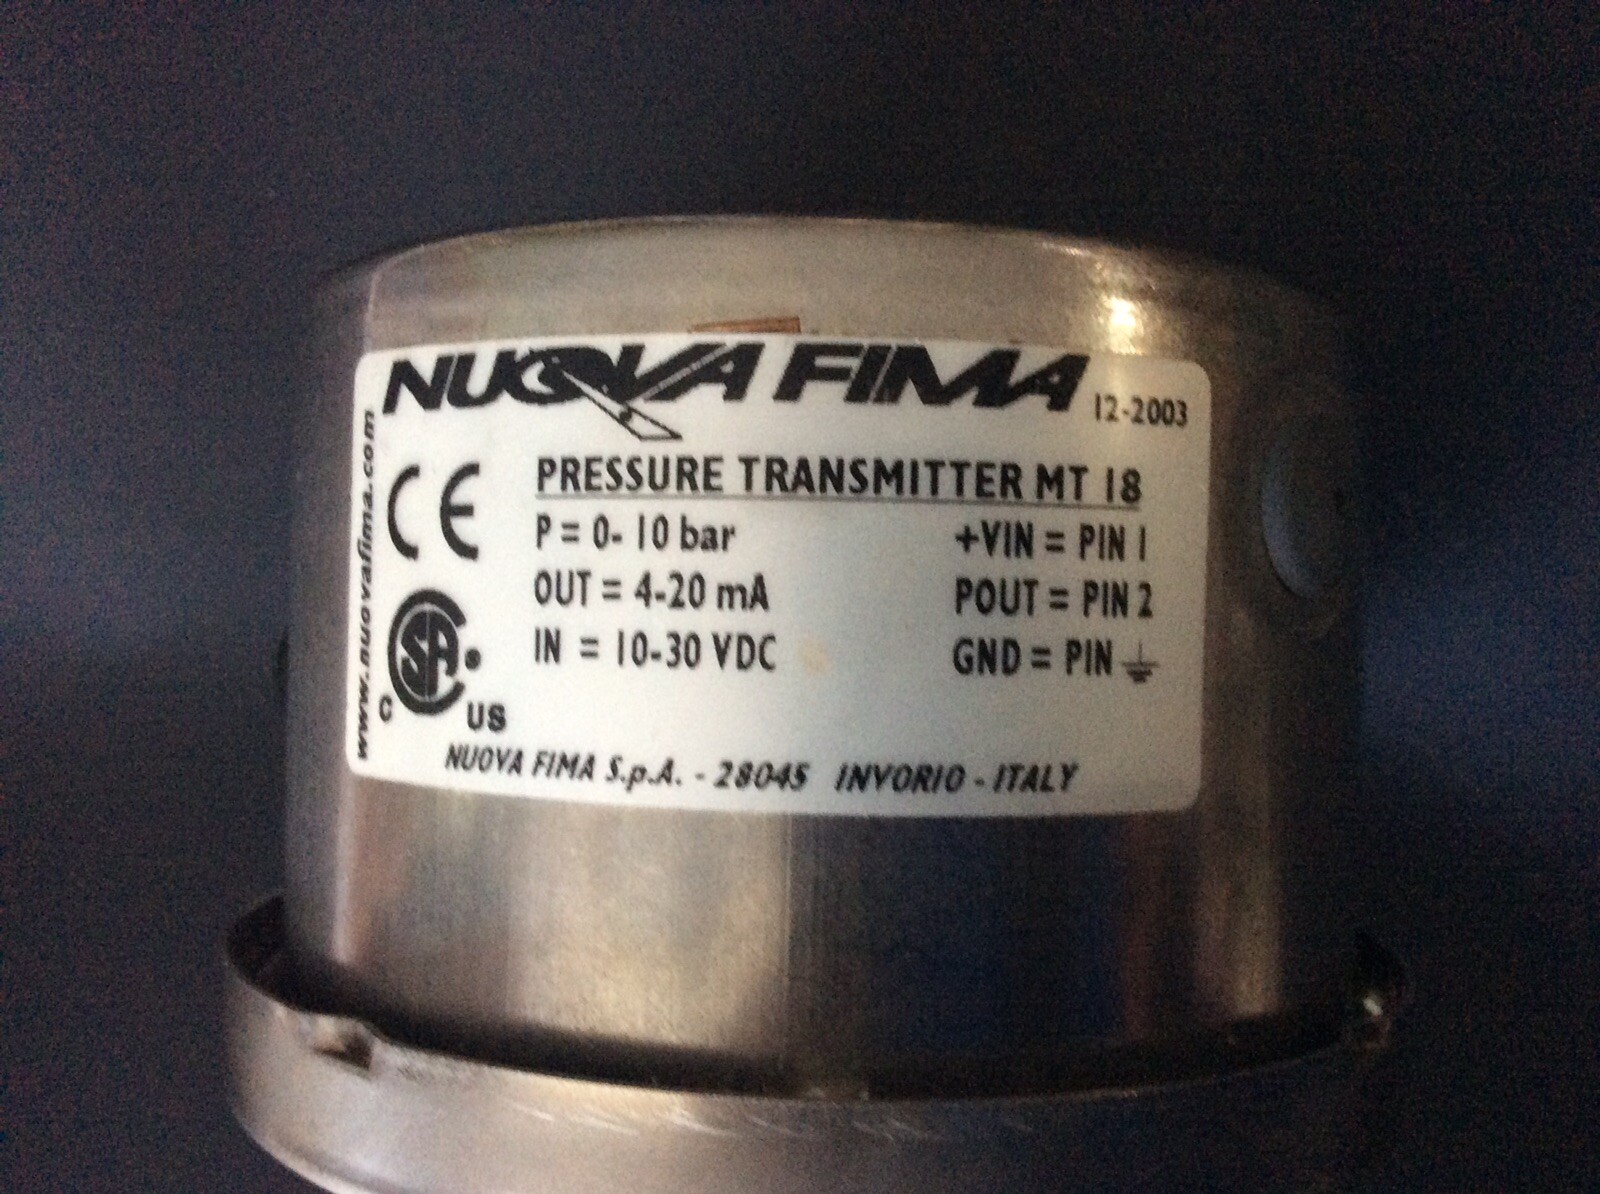 NUOVA FIMA 12-2003
www.nuovafima.com
CE
PRESSURE TRANSMITTER MT 18
P = 0- 10 bar +VIN = PIN 1
OUT = 4-20 mA POUT = PIN 2
IN = 10-30 VDC GND = PIN ⏚
SA
C US
NUOVA FIMA S.p.A. - 28045 INVORIO - ITALY